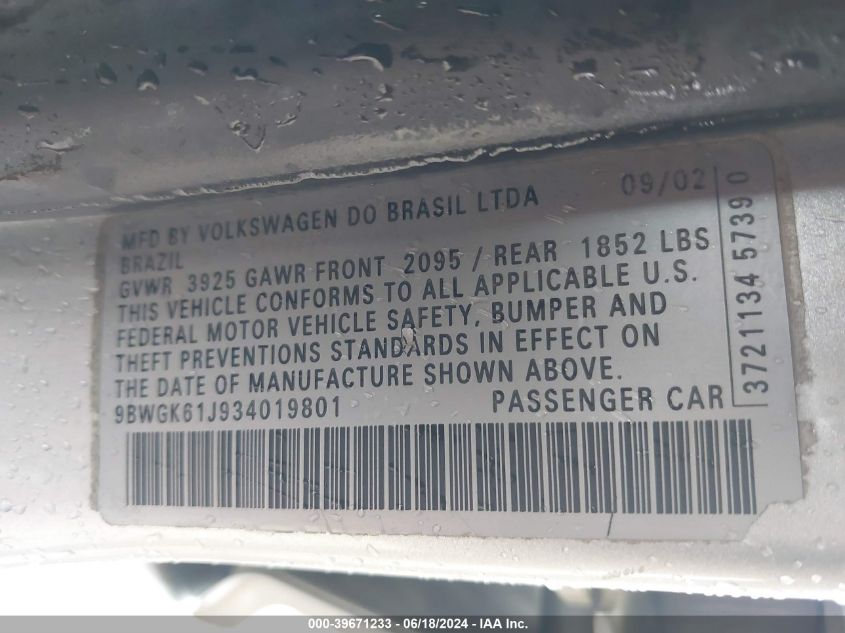 MFD BY VOLKSWAGEN DO BRASIL LTDA 09/02
BRAZIL
GVWR 3925 GAWR FRONT 2095 / REAR 1852 LBS
THIS VEHICLE CONFORMS TO ALL APPLICABLE U.S.
FEDERAL MOTOR VEHICLE SAFETY, BUMPER AND
THEFT PREVENTIONS STANDARDS IN EFFECT ON
THE DATE OF MANUFACTURE SHOWN ABOVE.
9BWGK61J934019801 PASSENGER CAR
3721134 57390
000-39671233 - 06/18/2024 - IAA Inc.